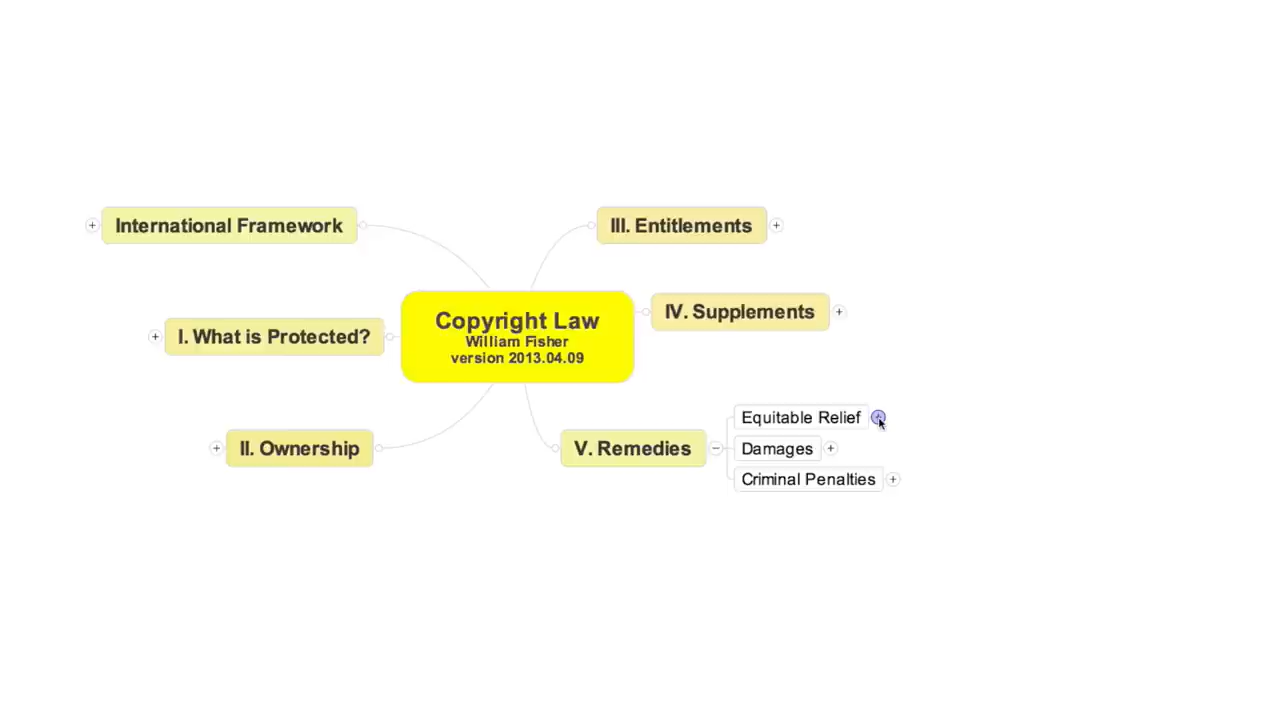 International Framework
III. Entitlements
Copyright Law
William Fisher
version 2013.04.09
IV. Supplements
I. What is Protected?
Equitable Relief
II. Ownership
V. Remedies
Damages
Criminal Penalties